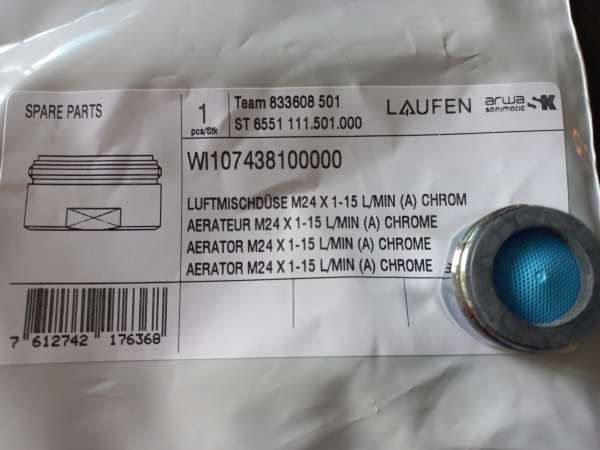 SPARE PARTS
1
pcs/Stk
Team 833608 501
ST 6551 111.501.000
LAUFEN
arwa
sanimatic
SK
WI107438100000
LUFTMISCHDÜSE M24 X 1-15 L/MIN (A) CHROM
AERATEUR M24 X 1-15 L/MIN (A) CHROME
AERATOR M24 X 1-15 L/MIN (A) CHROME
AERATOR M24 X 1-15 L/MIN (A) CHROME
7 612742 176368